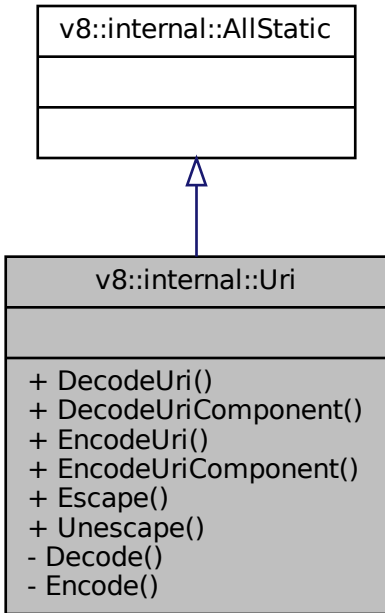 v8::internal::AllStatic
v8::internal::Uri
+ DecodeUri()
+ DecodeUriComponent()
+ EncodeUri()
+ EncodeUriComponent()
+ Escape()
+ Unescape()
- Decode()
- Encode()